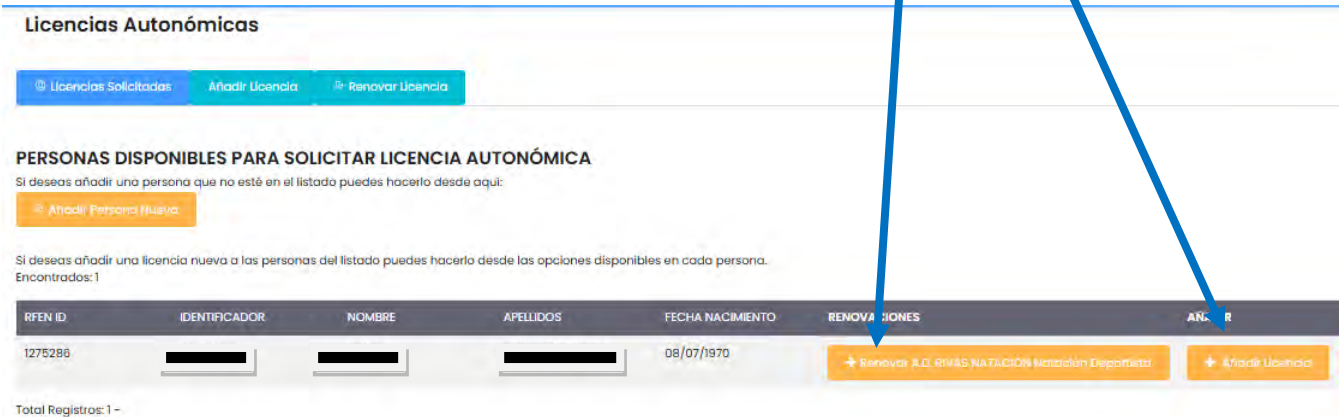 Licencias Autonómicas
Licencias Solicitadas Añadir Licencia Renovar Licencia
PERSONAS DISPONIBLES PARA SOLICITAR LICENCIA AUTONÓMICA
Si deseas añadir una persona que no esté en el listado puedes hacerlo desde aqui:
Añadir Persona Nueva
Si deseas añadir una licencia nueva a las personas del listado puedes hacerlo desde las opciones disponibles en cada persona.
Encontrados: 1
RFEN ID IDENTIFICADOR NOMBRE APELLIDOS FECHA NACIMIENTO RENOVACIONES AÑADIR
1275286 08/07/1970 Renovar A.D. RIVAS NATACIÓN Natación Deportista Añadir Licencia
Total Registros: 1 -